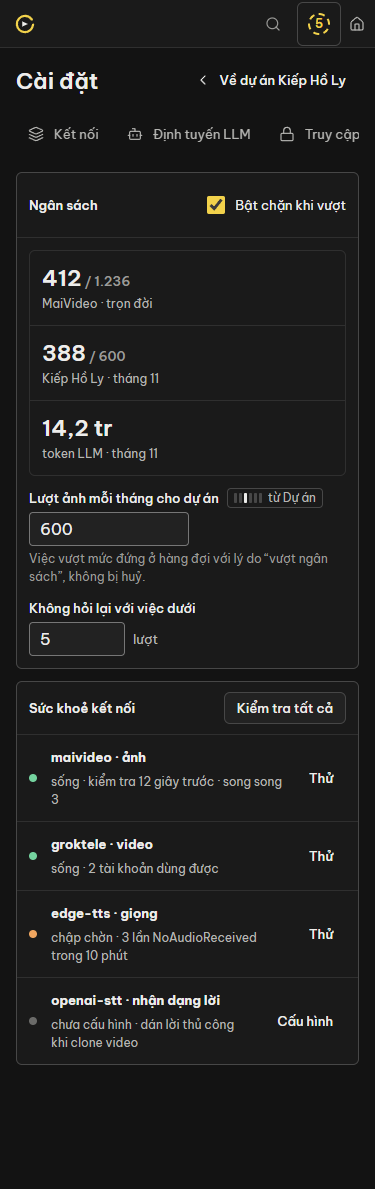 5
Cài đặt
Về dự án Kiếp Hồ Ly
Kết nối
Định tuyến LLM
Truy cập
Ngân sách
Bật chặn khi vượt
412 / 1.236
MaiVideo · trọn đời
388 / 600
Kiếp Hồ Ly · tháng 11
14,2 tr
token LLM · tháng 11
Lượt ảnh mỗi tháng cho dự án
từ Dự án
600
Việc vượt mức đứng ở hàng đợi với lý do “vượt ngân
sách”, không bị huỷ.
Không hỏi lại với việc dưới
5 lượt
Sức khoẻ kết nối
Kiểm tra tất cả
maivideo · ảnh
sống · kiểm tra 12 giây trước · song song
3
Thử
groktele · video
sống · 2 tài khoản dùng được
Thử
edge-tts · giọng
chập chờn · 3 lần NoAudioReceived
trong 10 phút
Thử
openai-stt · nhận dạng lời
chưa cấu hình · dán lời thủ công
khi clone video
Cấu hình